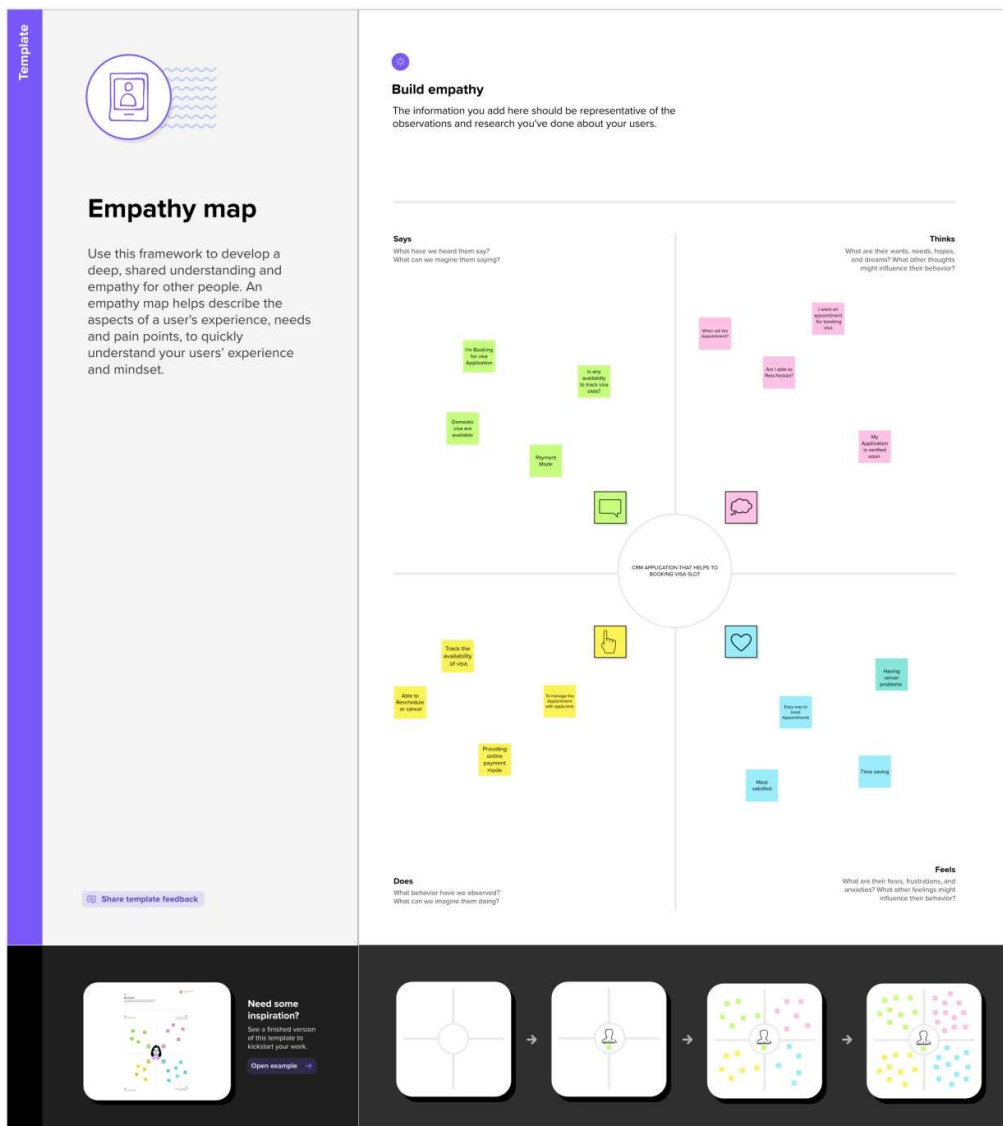 Template
Empathy map
Use this framework to develop a
deep, shared understanding and
empathy for other people. An
empathy map helps describe the
aspects of a user's experience, needs
and pain points, to quickly
understand your users' experience
and mindset.
Share template feedback
Build empathy
The information you add here should be representative of the
observations and research you've done about your users.
Says
What have we heard them say?
What can we imagine them saying?
I'm Booking
for visa
Application
Is any
availability
to track visa
slots?
Domestic
visa are
available
Payment
Mode
Thinks
What are their wants, needs, hopes,
and dreams? What other thoughts
might influence their behavior?
When will the
Appointment?
I want an
appointment
for booking
visa
Am I able to
Reschedule?
My
Application
is verified
soon
CRM APPLICATION THAT HELPS TO
BOOKING VISA SLOT
Track the
availability
of visa
Able to
Reschedule
or cancel
To manage the
Appointment
with applicants
Providing
online
payment
mode
Does
What behavior have we observed?
What can we imagine them doing?
Having
server
problems
Easy way to
book
Appointments
Most
satisfied
Time saving
Feels
What are their fears, frustrations, and
anxieties? What other feelings might
influence their behavior?
Need some
inspiration?
See a finished version
of this template to
kickstart your work.
Open example